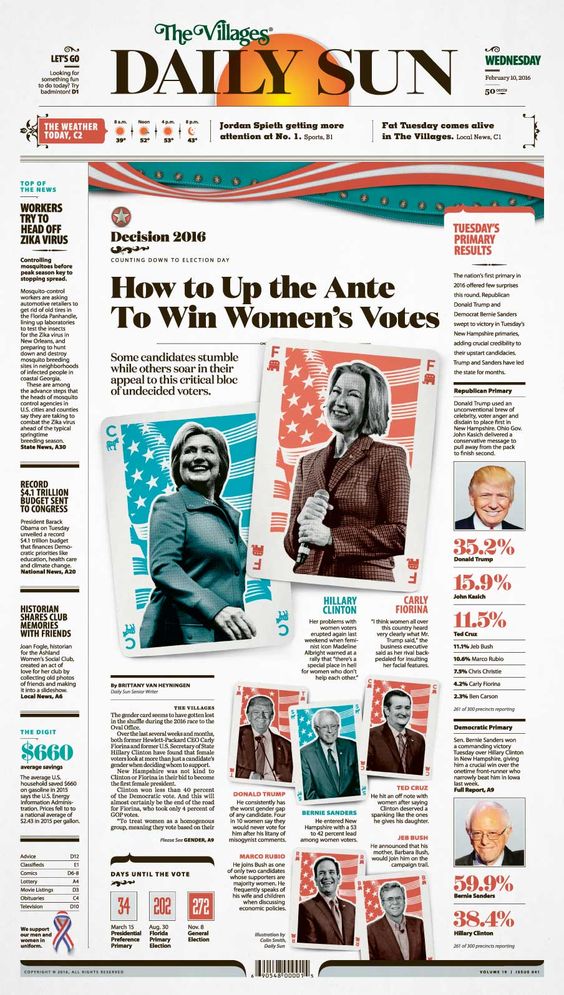 The Villages®
DAILY SUN
LET'S GO
Looking for
something fun
to do today? Try
badminton! D1
WEDNESDAY
February 10, 2016
50 cents
THE WEATHER
TODAY, C2
8 a.m.
39°
Noon
52°
4 p.m.
53°
8 p.m.
43°
Jordan Spieth getting more
attention at No. 1. Sports, B1
Fat Tuesday comes alive
in The Villages. Local News, C1
TOP OF
THE NEWS
WORKERS
TRY TO
HEAD OFF
ZIKA VIRUS
Controlling
mosquitoes before
peak season key to
stopping spread.
Mosquito-control
workers are asking
automotive retailers to
get rid of old tires in
the Florida Panhandle,
lining up laboratories
to test the insects
for the Zika virus in
New Orleans, and
preparing to hunt
down and destroy
mosquito breeding
sites in neighborhoods
of infected people in
coastal Georgia.
These are among
the advance steps that
the heads of mosquito
control agencies in
U.S. cities and counties
say they are taking to
combat the Zika virus
ahead of the typical
springtime
breeding season.
State News, A30
RECORD
$4.1 TRILLION
BUDGET SENT
TO CONGRESS
President Barack
Obama on Tuesday
unveiled a record
$4.1 trillion budget
that finances Demo-
cratic priorities like
education, health care
and climate change.
National News, A20
HISTORIAN
SHARES CLUB
MEMORIES
WITH FRIENDS
Joan Fogle, historian
for the Ashland
Women's Social Club,
created an act of
love for her club by
collecting old photos
of friends and making
it into a slideshow.
Local News, A6
THE DIGIT
$660
average savings
The average U.S.
household saved $660
on gasoline in 2015
says the U.S. Energy
Information Adminis-
tration. Prices fell to to
a national average of
$2.43 in 2015 per gallon.
Advice D12
Classifieds E1
Comics D6-8
Lottery A4
Movie Listings D3
Obituaries C4
Television D10
We support
our men and
women in
uniform.
Decision 2016
COUNTING DOWN TO ELECTION DAY
How to Up the Ante
To Win Women's Votes
Some candidates stumble
while others soar in their
appeal to this critical bloc
of undecided voters.
C
C
F
F
HILLARY
CLINTON
Her problems with
women voters
erupted again last
weekend when femi-
nist icon Madeline
Albright warned at a
rally that "there's a
special place in hell
for women who don't
help each other."
CARLY
FIORINA
"I think women all over
this country heard
very clearly what Mr.
Trump said," the
business executive
said as her rival back-
pedaled for insulting
her facial features.
By BRITTANY VAN HEYNINGEN
Daily Sun Senior Writer
THE VILLAGES
The gender card seems to have gotten lost
in the shuffle during the 2016 race to the
Oval Office.
Over the last several weeks and months,
both former Hewlett-Packard CEO Carly
Fiorina and former U.S. Secretary of State
Hillary Clinton have found that female
voters look at more than just a candidate's
gender when deciding whom to support.
New Hampshire was not kind to
Clinton or Fiorina in their bid to become
the first female president.
Clinton won less than 40 percent
of the Democratic vote. And this will
almost certainly be the end of the road
for Fiorina, who took only 4 percent of
GOP votes.
"To treat women as a homogenous
group, meaning they vote based on their
Please See GENDER, A9
DONALD TRUMP
He consistently has
the worst gender gap
of any candidate. Four
in 10 women say they
would never vote for
him after his litany of
misogynist comments.
BERNIE SANDERS
He entered New
Hampshire with a 53
to 42 percent lead
among women voters.
TED CRUZ
He hit an off note with
women after saying
Clinton deserved a
spanking like the ones
he gives his daughter.
JEB BUSH
He announced that his
mother, Barbara Bush,
would join him on the
campaign trail.
MARCO RUBIO
He joins Bush as one
of only two candidates
whose supporters are
majority women. He
frequently speaks of
his wife and children
when discussing
economic policies.
DAYS UNTIL THE VOTE
34
March 15
Presidential
Preference
Primary
202
Aug. 30
Florida
Primary
Election
272
Nov. 8
General
Election
Illustration by
Colin Smith,
Daily Sun
TUESDAY'S
PRIMARY
RESULTS
The nation's first primary in
2016 offered few surprises
this round. Republican
Donald Trump and
Democrat Bernie Sanders
swept to victory in Tuesday's
New Hampshire primaries,
adding crucial credibility to
their upstart candidacies.
Trump and Sanders have led
the state for months.
Republican Primary
Donald Trump used an
unconventional brew of
celebrity, voter anger and
disdain to place first in
New Hampshire. Ohio Gov.
John Kasich delivered a
conservative message to
pull away from the pack
to finish second.
35.2%
Donald Trump
15.9%
John Kasich
11.5%
Ted Cruz
11.1% Jeb Bush
10.6% Marco Rubio
7.5% Chris Christie
4.2% Carly Fiorina
2.3% Ben Carson
261 of 300 precincts reporting
Democratic Primary
Sen. Bernie Sanders won
a commanding victory
Tuesday over Hillary Clinton
in New Hampshire, giving
him a crucial win over the
onetime front-runner who
narrowly beat him in Iowa
last week.
Full Report, A9
59.9%
Bernie Sanders
38.4%
Hillary Clinton
261 of 300 precincts reporting
COPYRIGHT © 2016, ALL RIGHTS RESERVED
6 90548 00007 5
VOLUME 19 | ISSUE 041